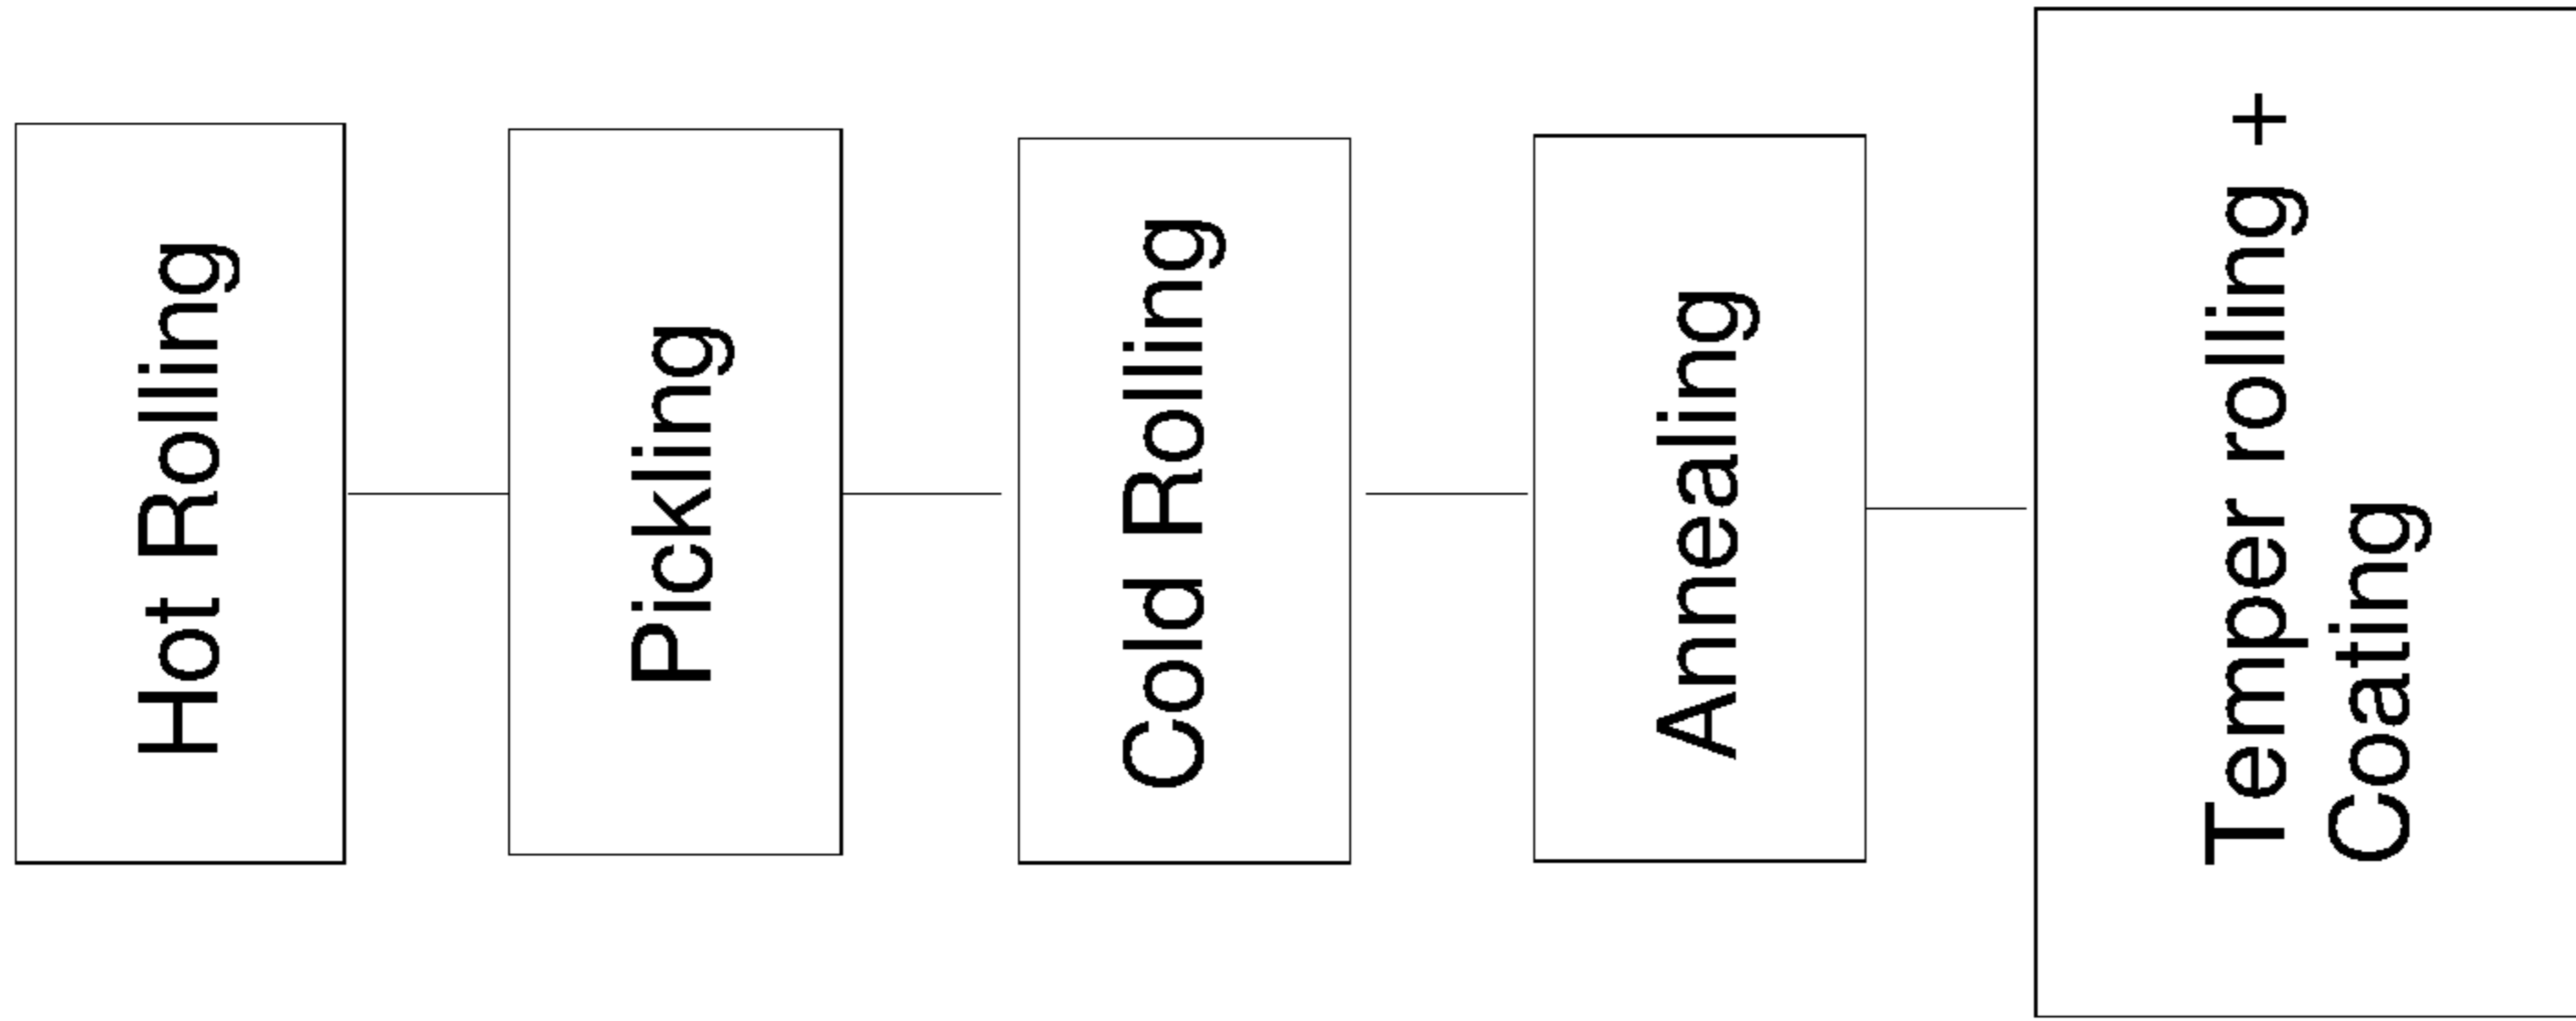 Hot Rolling
Pickling
Cold Rolling
Annealing
Temper rolling +
Coating